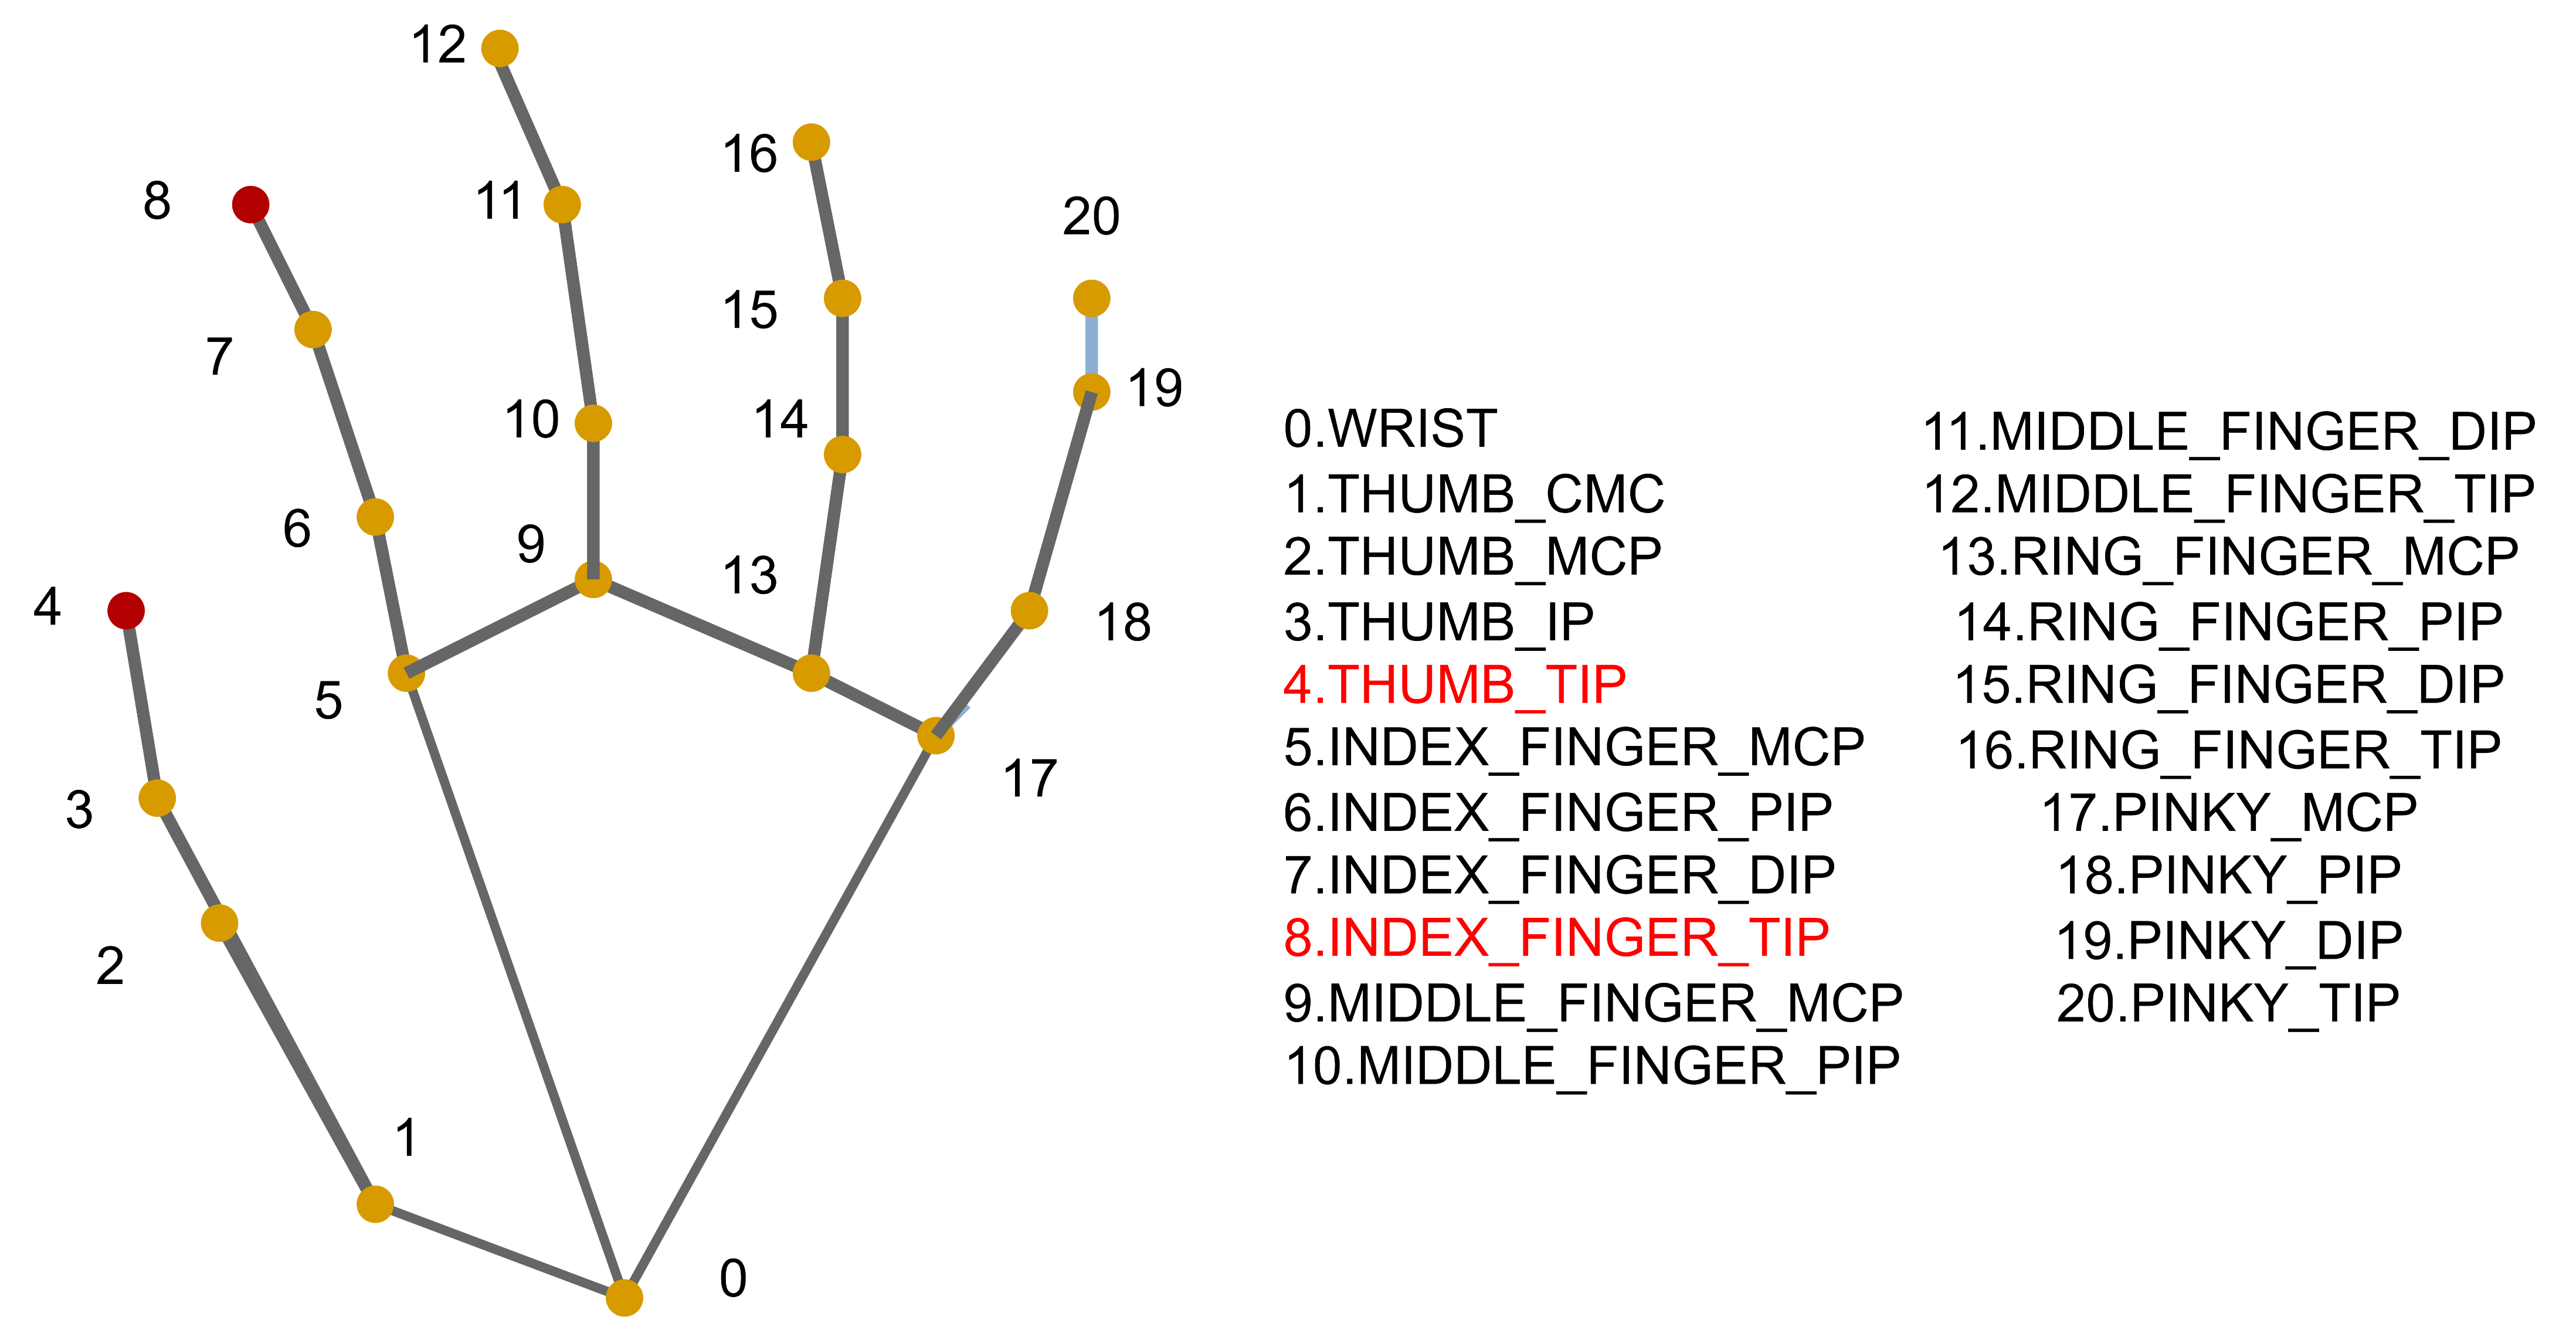 12
16
8
11
20
15
7
19
10
14
6
9
13
4
18
5
17
3
2
1
0
0.WRIST
1.THUMB_CMC
2.THUMB_MCP
3.THUMB_IP
4.THUMB_TIP
5.INDEX_FINGER_MCP
6.INDEX_FINGER_PIP
7.INDEX_FINGER_DIP
8.INDEX_FINGER_TIP
9.MIDDLE_FINGER_MCP
10.MIDDLE_FINGER_PIP
11.MIDDLE_FINGER_DIP
12.MIDDLE_FINGER_TIP
13.RING_FINGER_MCP
14.RING_FINGER_PIP
15.RING_FINGER_DIP
16.RING_FINGER_TIP
17.PINKY_MCP
18.PINKY_PIP
19.PINKY_DIP
20.PINKY_TIP